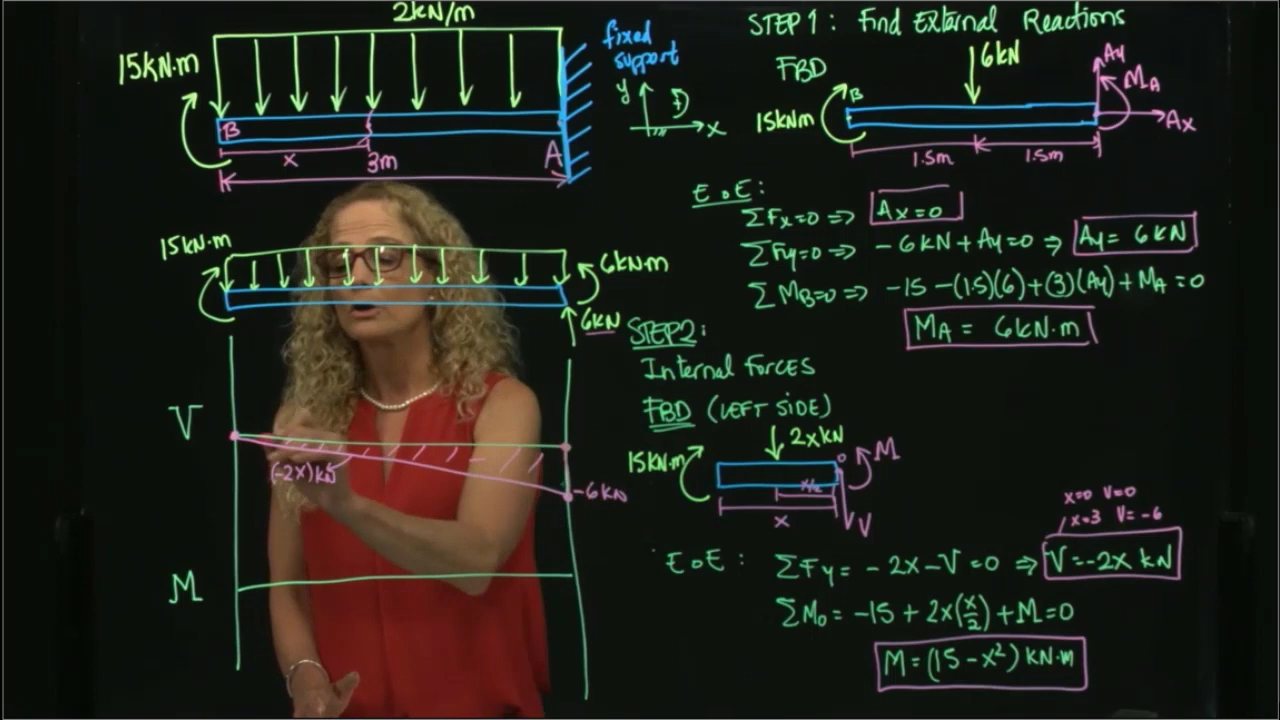 2kN/m
15kN·m
fixed
support
y
x
B
x
3m
A
STEP 1: Find External Reactions
FBD
6kN
Ay
MA
B
15kNm
Ax
1.5m
1.5m
E o E:
ΣFx=0 => Ax=0
ΣFy=0 => -6kN+Ay=0 => Ay= 6kN
ΣMB=0 => -15-(1.5)(6)+(3)(Ay)+MA=0
MA= 6kN·m
15kN·m
6kN·m
6kN
STEP2:
Internal Forces
FBD (LEFT SIDE)
2x kN
15kN·m
o
M
x/2
x
V
V
(-2x)kN
-6kN
M
x=0 V=0
x=3 V=-6
E o E: ΣFy= -2x-V=0 => V=-2x kN
ΣMo= -15+2x(x/2)+M=0
M=(15-x²) kN·m